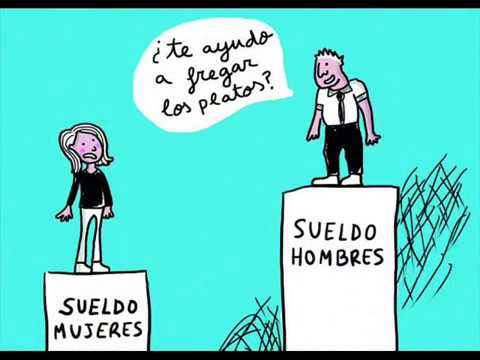 ¿te ayudo
a fregar
los platos?
SUELDO
HOMBRES
SUELDO
MUJERES